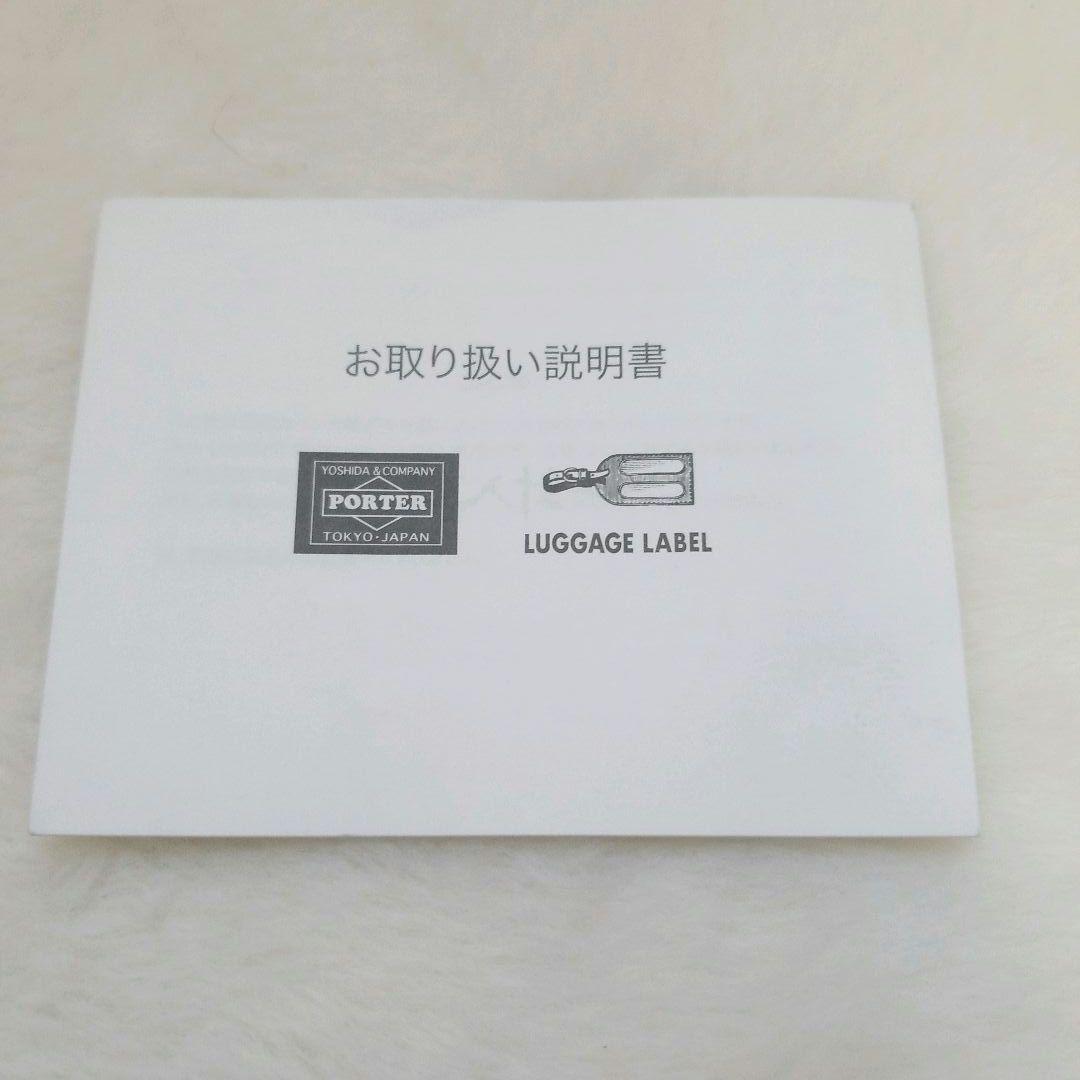 お取り扱い説明書
YOSHIDA & COMPANY
PORTER
TOKYO・JAPAN
LUGGAGE LABEL